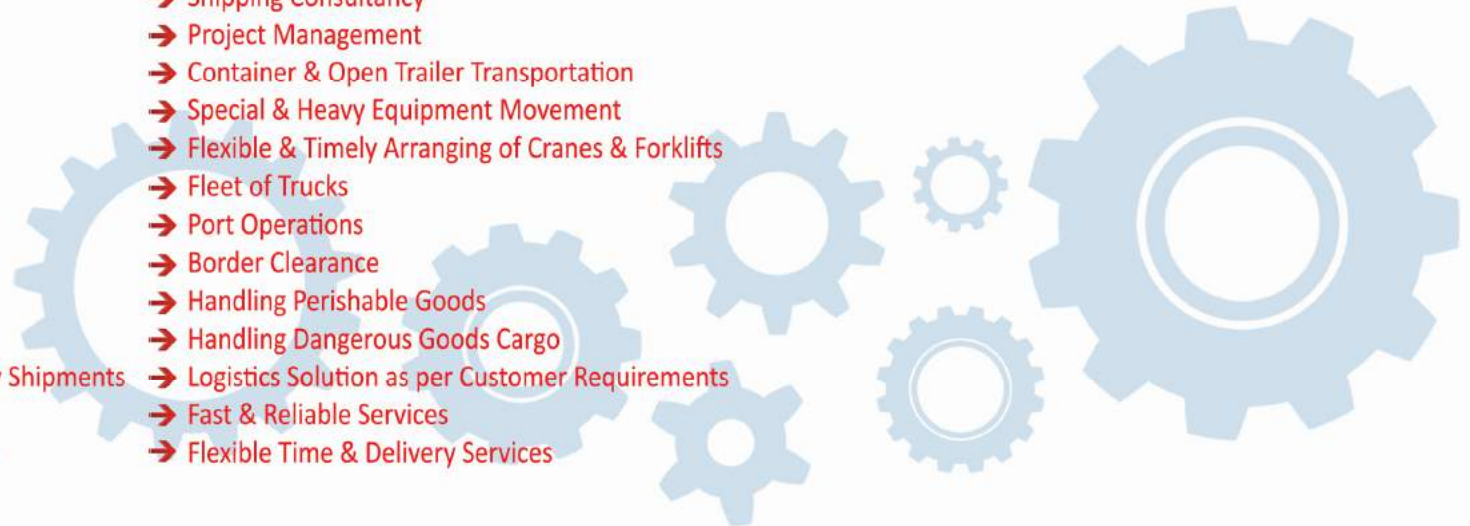 Shipping Consultancy
Project Management
Container & Open Trailer Transportation
Special & Heavy Equipment Movement
Flexible & Timely Arranging of Cranes & Forklifts
Fleet of Trucks
Port Operations
Border Clearance
Handling Perishable Goods
Handling Dangerous Goods Cargo
Shipments Logistics Solution as per Customer Requirements
Fast & Reliable Services
Flexible Time & Delivery Services